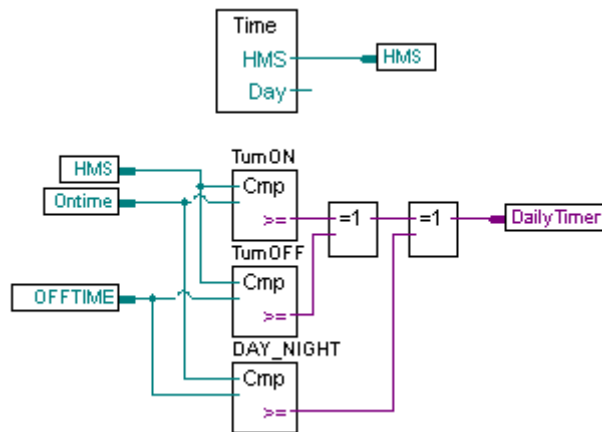 Time
HMS
HMS
Day
TurnON
HMS
Cmp
Ontime
>=
=1
=1
DailyTimer
TurnOFF
Cmp
OFFTIME
>=
DAY_NIGHT
Cmp
>=